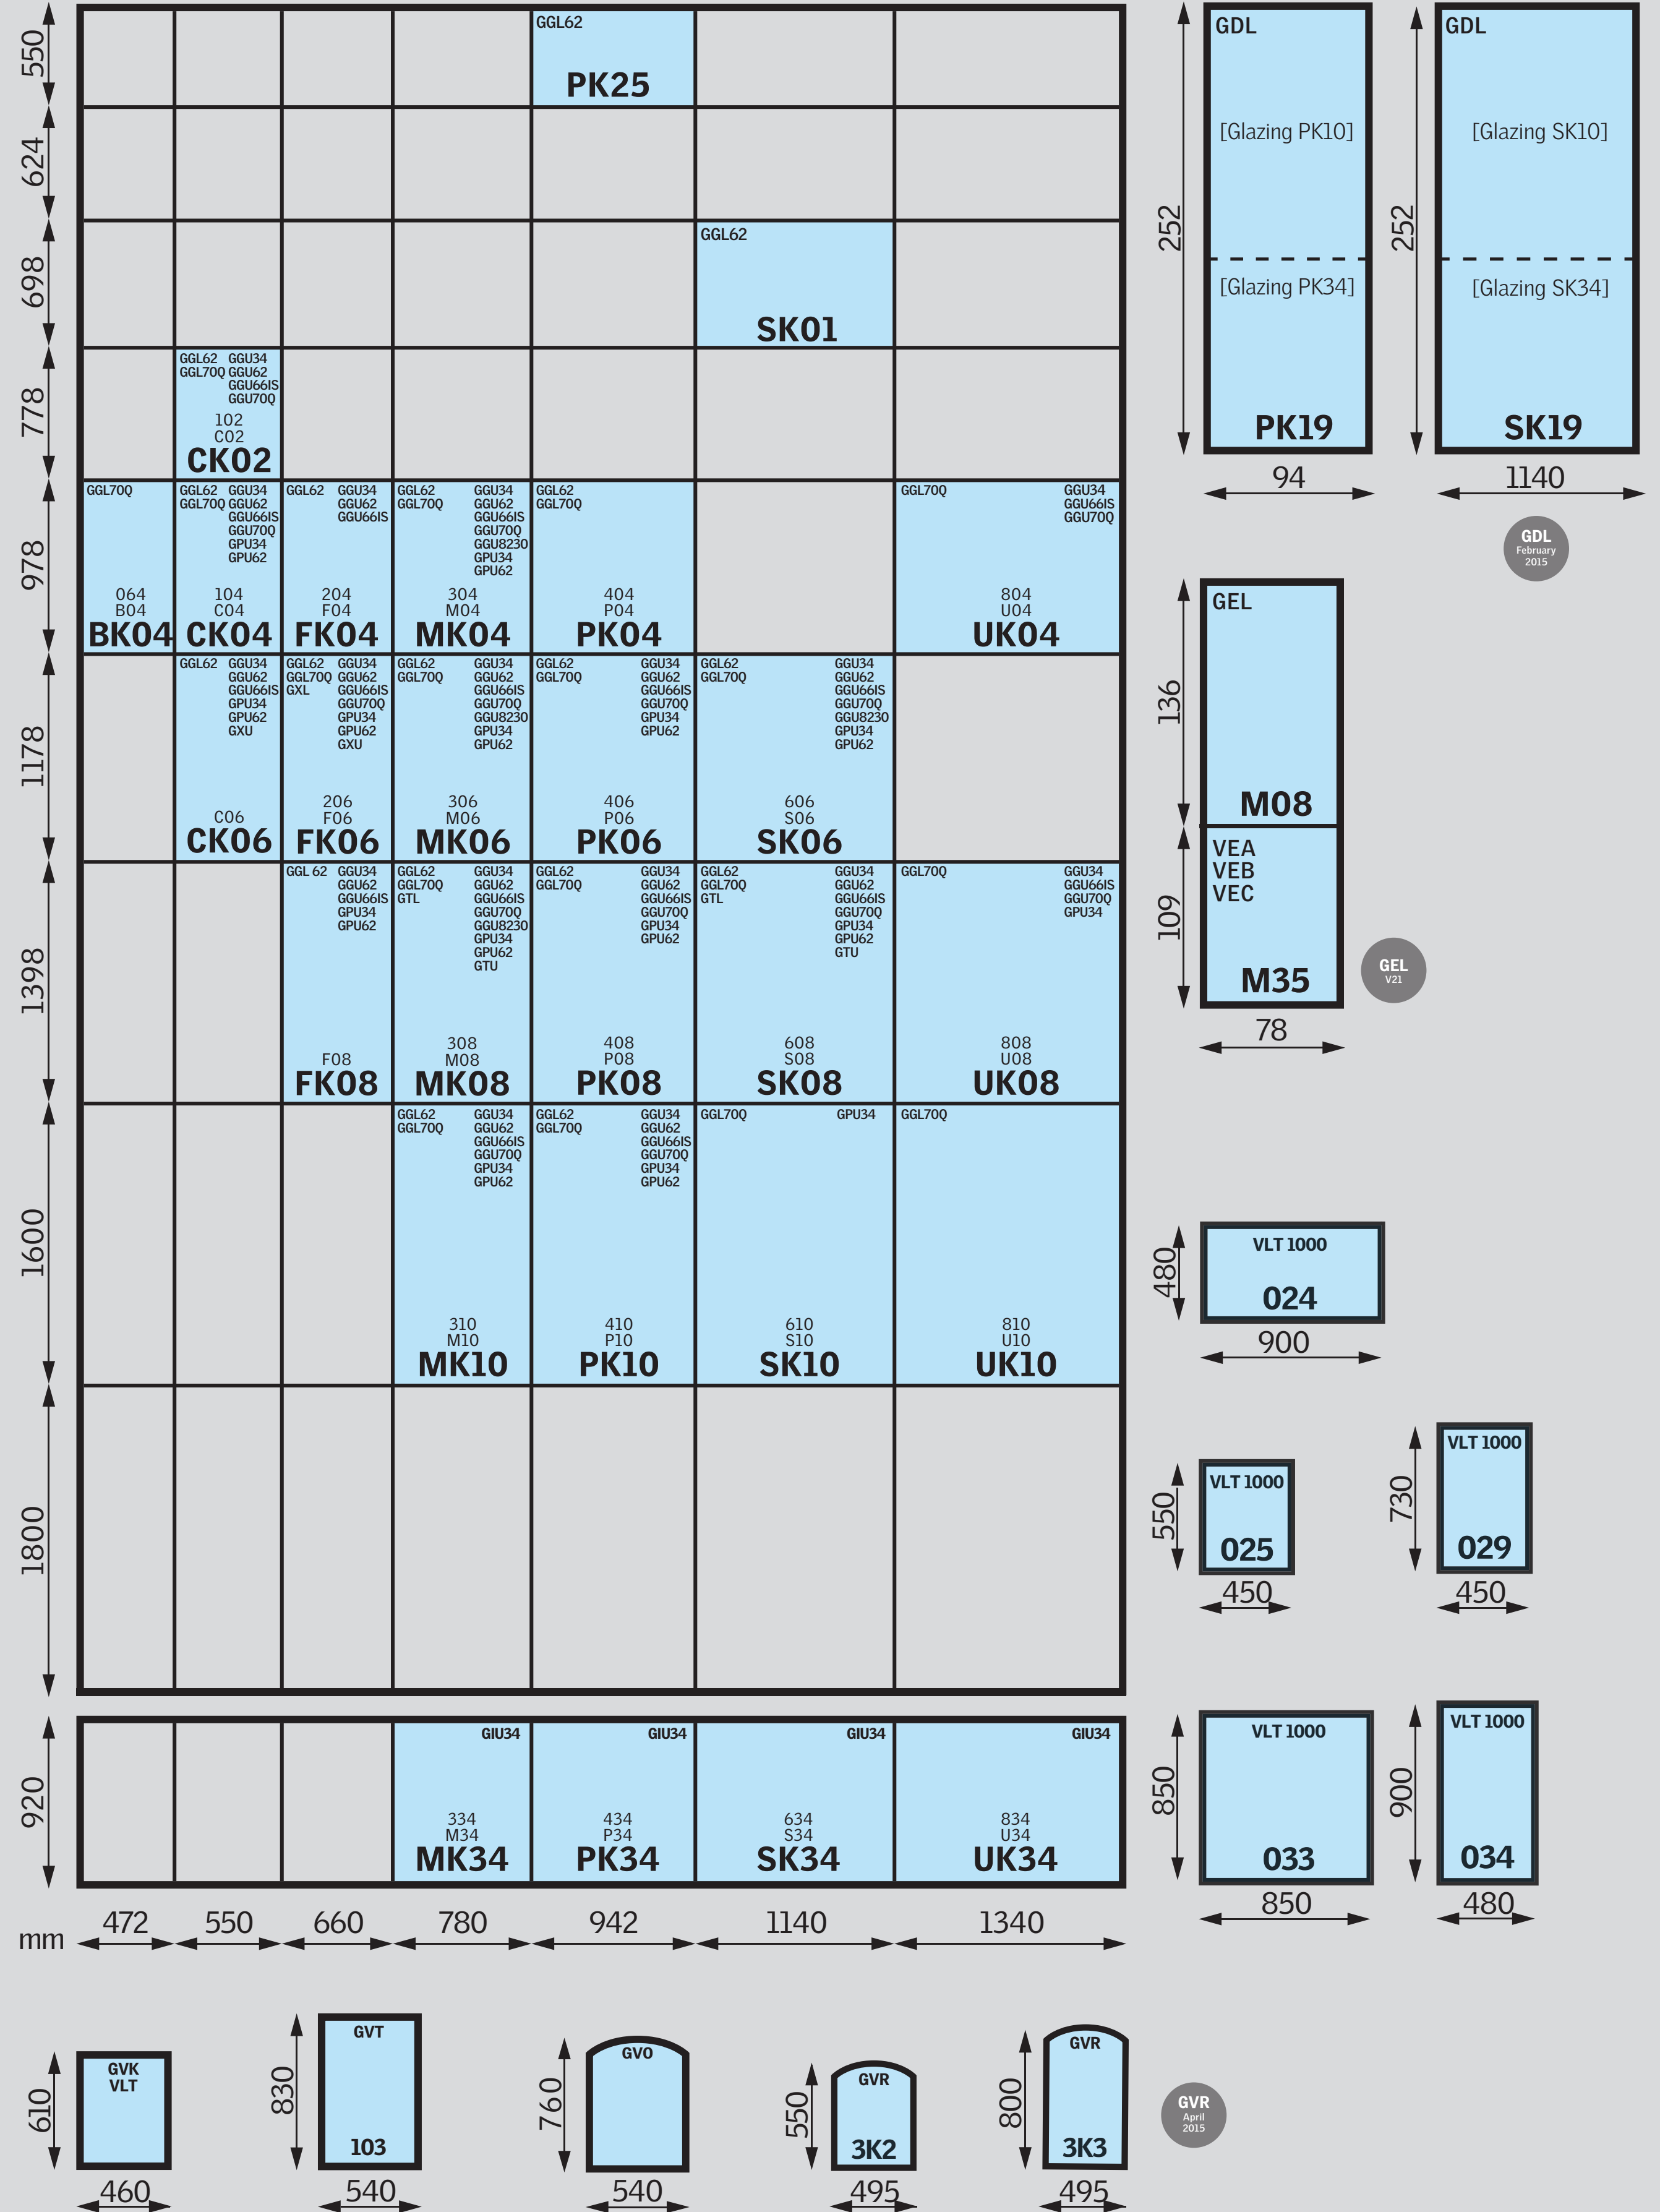 550
GGL62
PK25
624
698
GGL62
SK01
778
GGL62 GGU34
GGL70Q GGU62
GGU66IS
GGU70Q
102
C02
CK02
978
GGL70Q
064
B04
BK04
GGL62 GGU34
GGL70Q GGU62
GGU66IS
GGU70Q
GPU34
GPU62
104
C04
CK04
GGL62 GGU34
GGU62
GGU66IS
204
F04
FK04
GGL62 GGU34
GGL70Q GGU62
GGU66IS
GGU70Q
GGU8230
GPU34
GPU62
304
M04
MK04
GGL62
GGL70Q
404
P04
PK04
GGL70Q GGU34
GGU66IS
GGU70Q
804
U04
UK04
1178
GGL62 GGU34
GGU62
GGU66IS
GPU34
GPU62
GXU
C06
CK06
GGL62 GGU34
GGL70Q GGU62
GXL GGU66IS
GGU70Q
GPU34
GPU62
GXU
206
F06
FK06
GGL62 GGU34
GGL70Q GGU62
GGU66IS
GGU70Q
GGU8230
GPU34
GPU62
306
M06
MK06
GGL62 GGU34
GGL70Q GGU62
GGU66IS
GGU70Q
GPU34
GPU62
406
P06
PK06
GGL62 GGU34
GGL70Q GGU62
GGU66IS
GGU70Q
GGU8230
GPU34
GPU62
606
S06
SK06
1398
GGL 62 GGU34
GGU62
GGU66IS
GPU34
GPU62
F08
FK08
GGL62 GGU34
GGL70Q GGU62
GTL GGU66IS
GGU70Q
GGU8230
GPU34
GPU62
GTU
308
M08
MK08
GGL62 GGU34
GGL70Q GGU62
GGU66IS
GGU70Q
GPU34
GPU62
408
P08
PK08
GGL62 GGU34
GGL70Q GGU62
GTL GGU66IS
GGU70Q
GPU34
GPU62
GTU
608
S08
SK08
GGL70Q GGU34
GGU66IS
GGU70Q
GPU34
808
U08
UK08
1600
GGL62 GGU34
GGL70Q GGU62
GGU66IS
GGU70Q
GPU34
GPU62
310
M10
MK10
GGL62 GGU34
GGL70Q GGU62
GGU66IS
GGU70Q
GPU34
GPU62
410
P10
PK10
GGL70Q GPU34
610
S10
SK10
GGL70Q
810
U10
UK10
1800
920
GIU34
334
M34
MK34
GIU34
434
P34
PK34
GIU34
634
S34
SK34
GIU34
834
U34
UK34
mm 472 550 660 780 942 1140 1340
252
GDL
[Glazing PK10]
[Glazing PK34]
PK19
94
252
GDL
[Glazing SK10]
[Glazing SK34]
SK19
1140
GDL
February
2015
136
GEL
M08
109
VEA
VEB
VEC
M35
78
GEL
V21
480
VLT 1000
024
900
550
VLT 1000
025
450
730
VLT 1000
029
450
850
VLT 1000
033
850
900
VLT 1000
034
480
610
GVK
VLT
460
830
GVT
103
540
760
GVO
540
550
GVR
3K2
495
800
GVR
3K3
495
GVR
April
2015